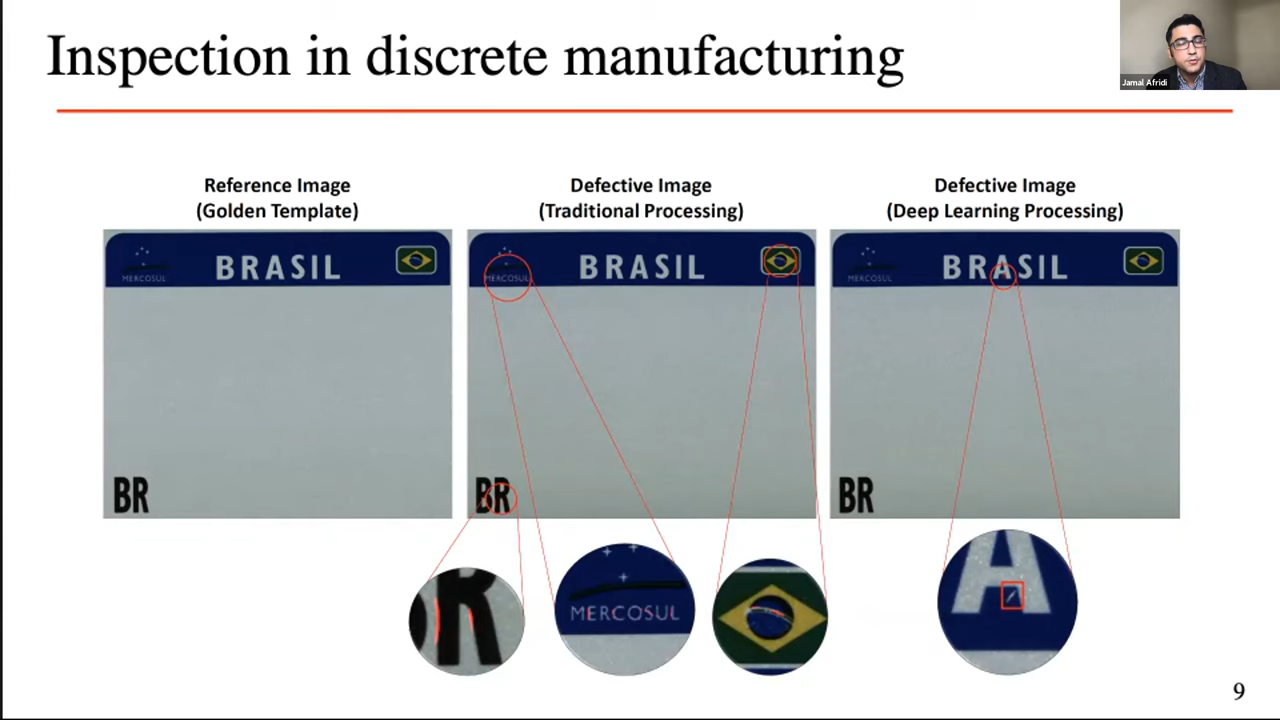 Inspection in discrete manufacturing
Jamal Afridi
Reference Image
(Golden Template)
Defective Image
(Traditional Processing)
Defective Image
(Deep Learning Processing)
MERCOSUL
BRASIL
BR
MERCOSUL
BRASIL
BR
MERCOSUL
BRASIL
BR
R
MERCOSUL
A
9